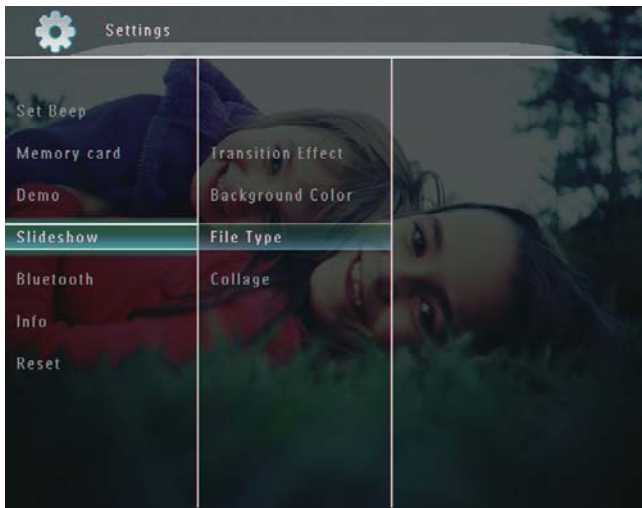 Settings
Set Beep
Memory card
Demo
Slideshow
Bluetooth
Info
Reset
Transition Effect
Background Color
File Type
Collage